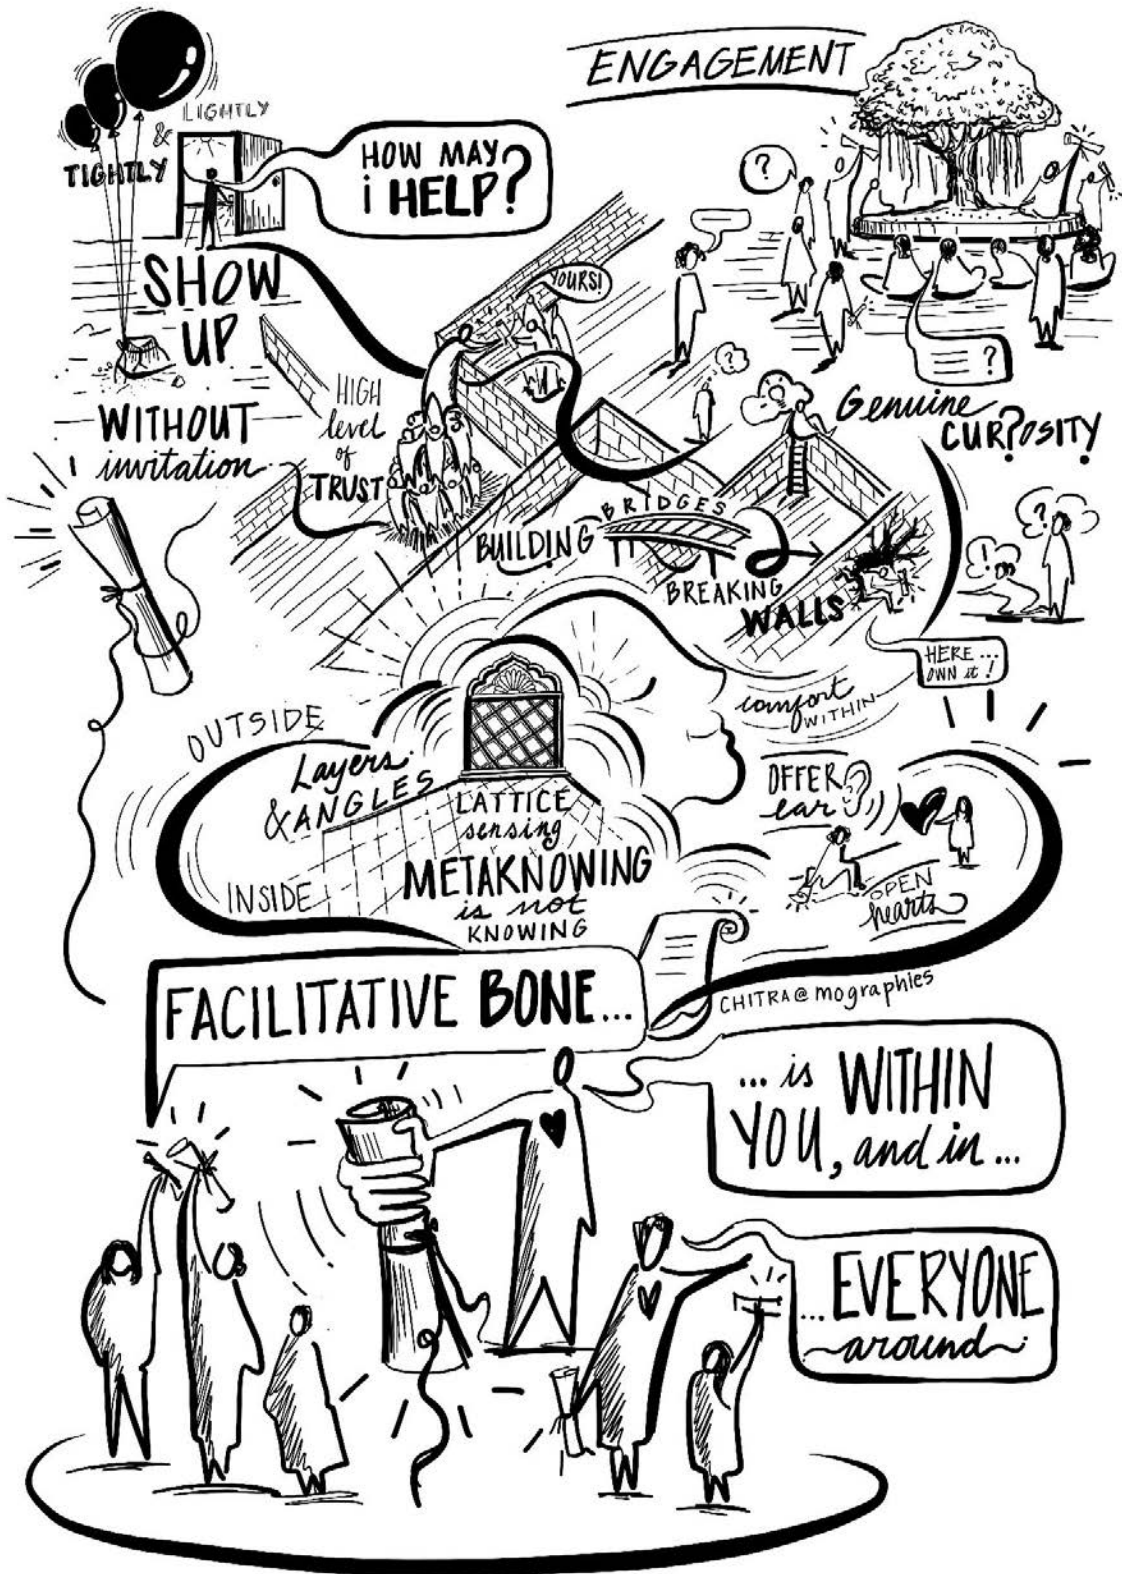 LIGHTLY
&
TIGHTLY
HOW MAY
i HELP?
ENGAGEMENT
?
SHOW
UP
WITHOUT
invitation
HIGH
level
of
TRUST
YOURS!
?
?
Genuine
CUR?OSITY
BUILDING
BRIDGES
BREAKING
WALLS
?
!
HERE...
OWN it!
comfort
WITHIN
OUTSIDE
Layers
& ANGLES
INSIDE
LATTICE
sensing
METAKNOWING
is not
KNOWING
OFFER
ear
OPEN
hearts
CHITRA@mographies
FACILITATIVE BONE...
... is WITHIN
YOU, and in ...
...EVERYONE
around